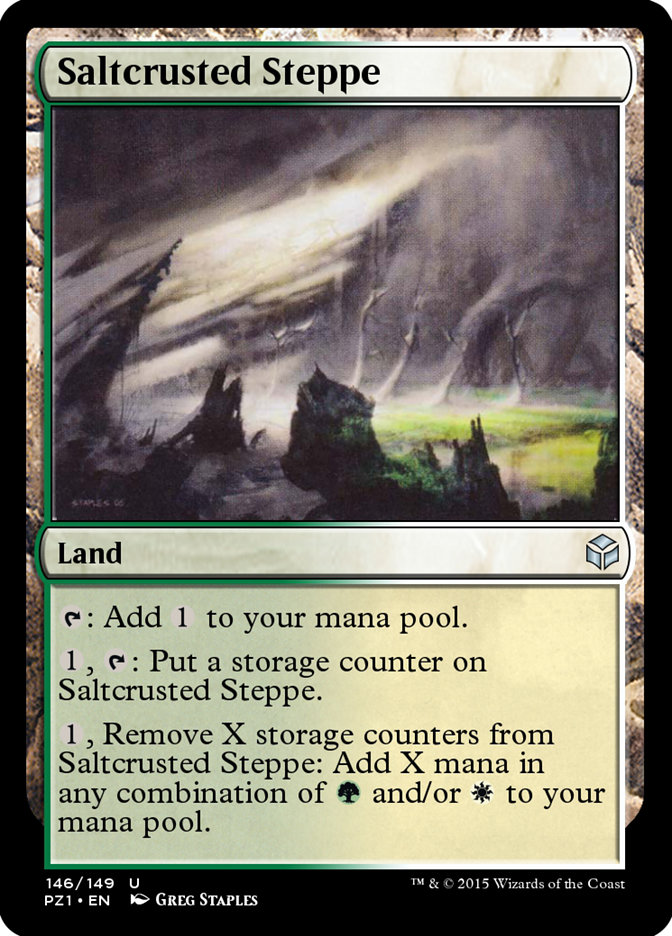 Saltcrusted Steppe
STAPLES 05
Land
: Add 1 to your mana pool.
1, : Put a storage counter on
Saltcrusted Steppe.
1, Remove X storage counters from
Saltcrusted Steppe: Add X mana in
any combination of and/or to your
mana pool.
146/149 U
PZ1 • EN GREG STAPLES
™ & © 2015 Wizards of the Coast